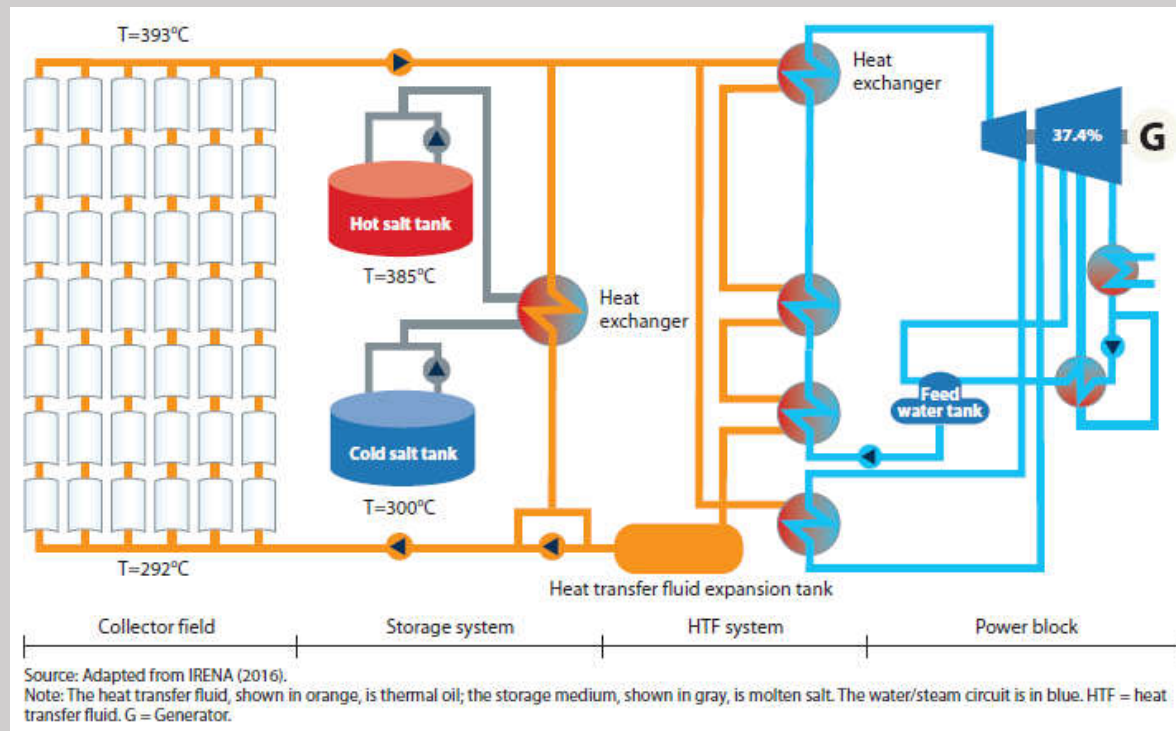 T=393°C
Heat
exchanger
37.4%
G
Hot salt tank
T=385°C
Heat
exchanger
Feed
water tank
Cold salt tank
T=300°C
T=292°C
Heat transfer fluid expansion tank
Collector field
Storage system
HTF system
Power block
Source: Adapted from IRENA (2016).
Note: The heat transfer fluid, shown in orange, is thermal oil; the storage medium, shown in gray, is molten salt. The water/steam circuit is in blue. HTF = heat
transfer fluid. G = Generator.